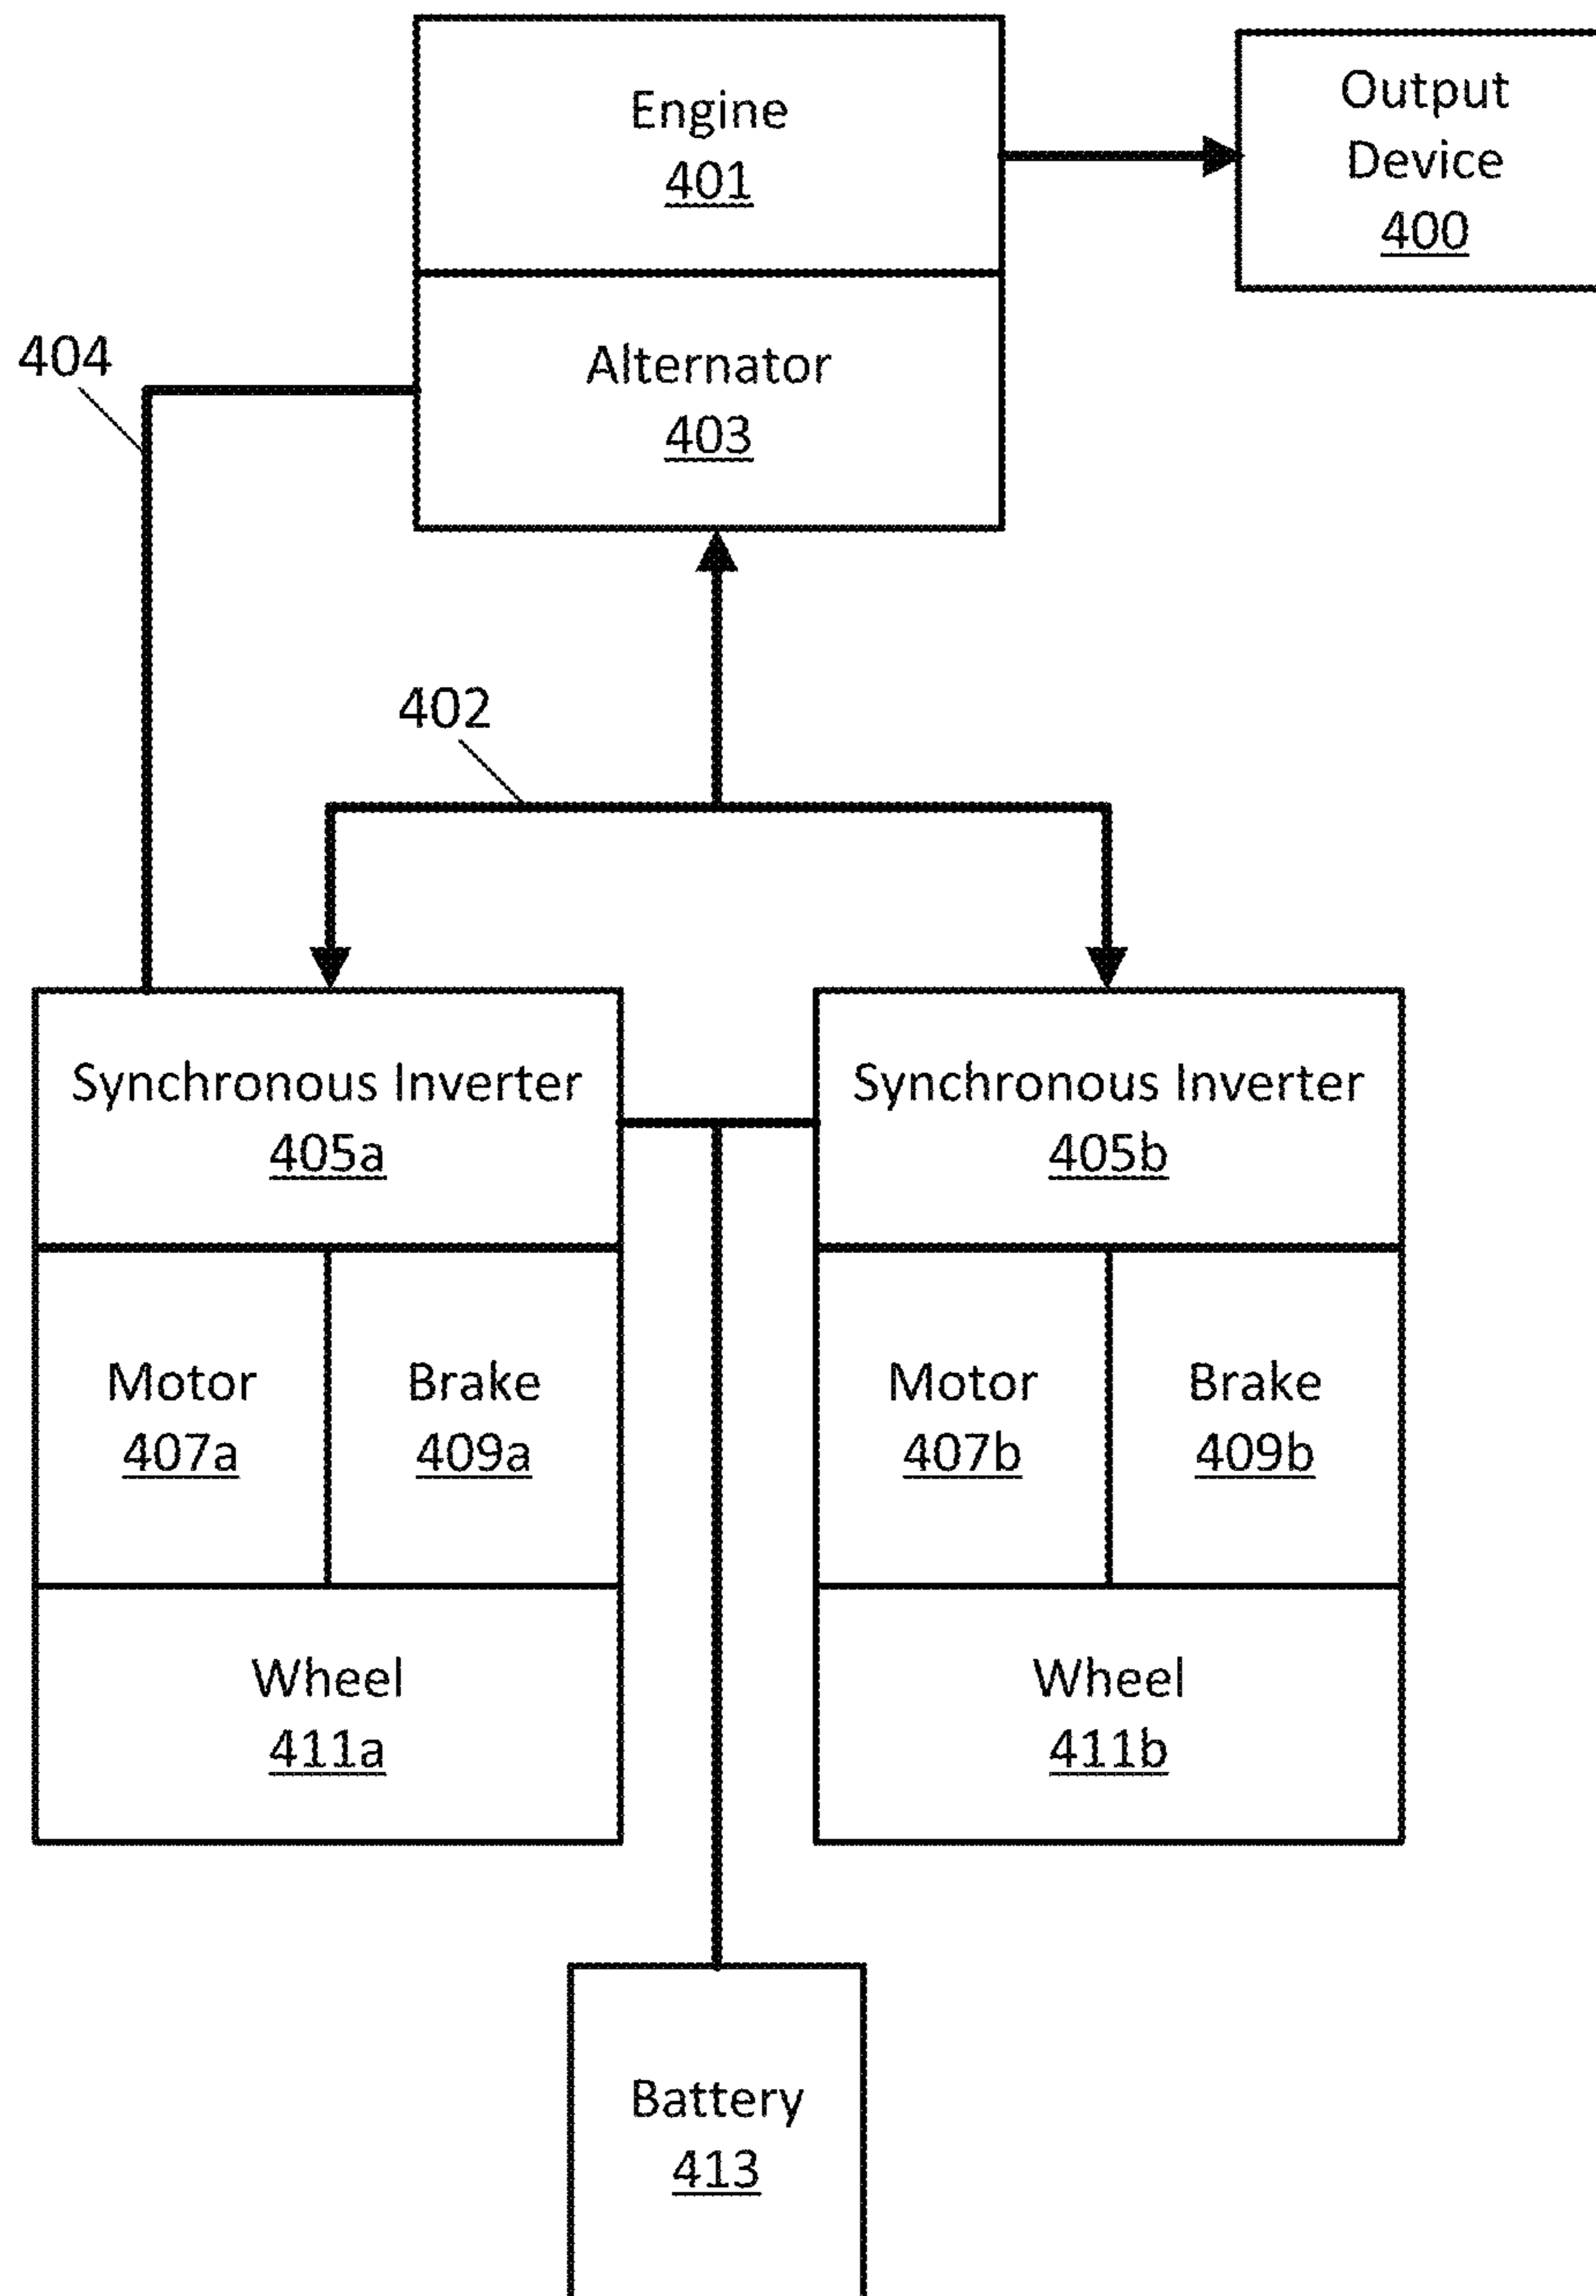 Engine
401
Output
Device
400
404
Alternator
403
402
Synchronous Inverter
405a
Synchronous Inverter
405b
Motor
407a
Brake
409a
Motor
407b
Brake
409b
Wheel
411a
Wheel
411b
Battery
413